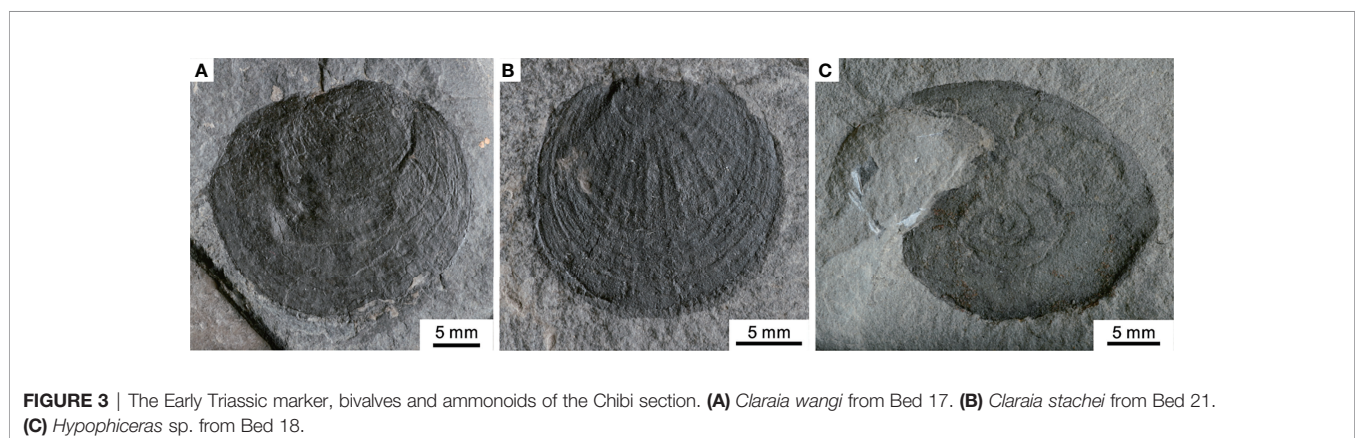 A
B
C
5 mm
5 mm
5 mm
FIGURE 3 | The Early Triassic marker, bivalves and ammonoids of the Chibi section. (A) Claraia wangi from Bed 17. (B) Claraia stachei from Bed 21.
(C) Hypophiceras sp. from Bed 18.